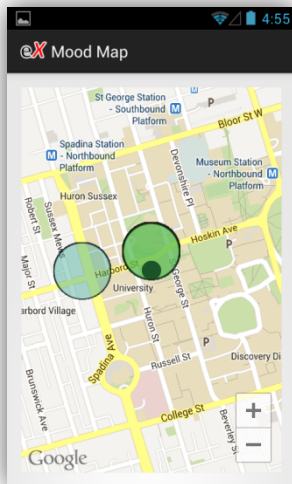 4:55
eX Mood Map
St George Station
- Southbound
Platform
P
Bloor St W
Spadina Station
- Northbound
Platform
Devonshire Pl
Museum Station
- Northbound
Platform
Huron Sussex
Robert St
Sussex Mews
Major St
Hoskin Ave
P
Harbord St
University
St George St
arbord Village
Huron St
Spadina Ave
Russell St
P
Discovery Di
Brunswick Ave
College St
Beverley St
+
−
Google